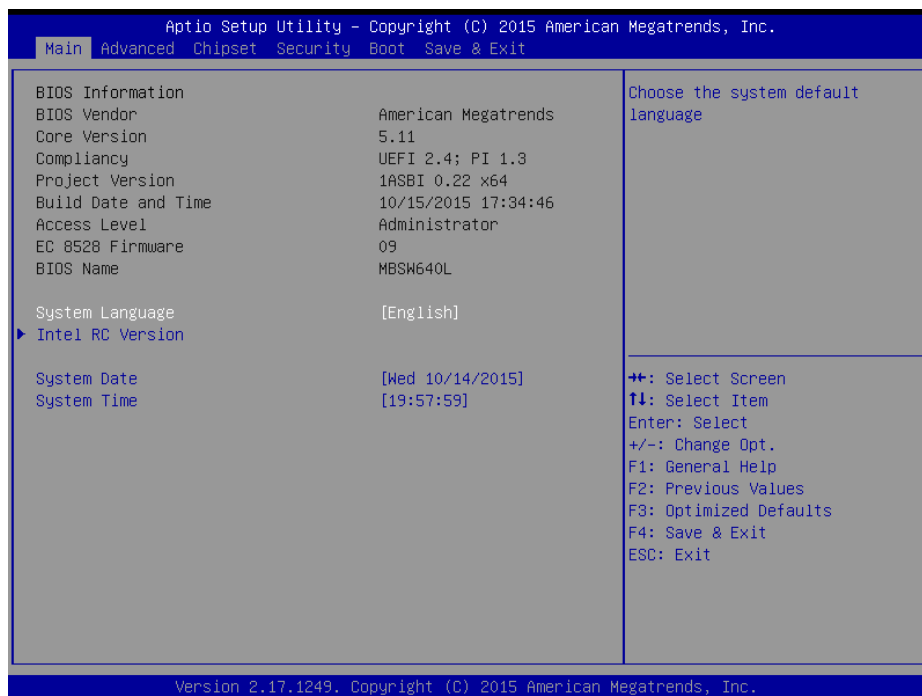 Aptio Setup Utility – Copyright (C) 2015 American Megatrends, Inc.
Main Advanced Chipset Security Boot Save & Exit
BIOS Information
BIOS Vendor American Megatrends
Core Version 5.11
Compliancy UEFI 2.4; PI 1.3
Project Version 1ASBI 0.22 x64
Build Date and Time 10/15/2015 17:34:46
Access Level Administrator
EC 8528 Firmware 09
BIOS Name MBSW640L
System Language [English]
Intel RC Version
System Date [Wed 10/14/2015]
System Time [19:57:59]
Choose the system default
language
→←: Select Screen
↑↓: Select Item
Enter: Select
+/-: Change Opt.
F1: General Help
F2: Previous Values
F3: Optimized Defaults
F4: Save & Exit
ESC: Exit
Version 2.17.1249. Copyright (C) 2015 American Megatrends, Inc.